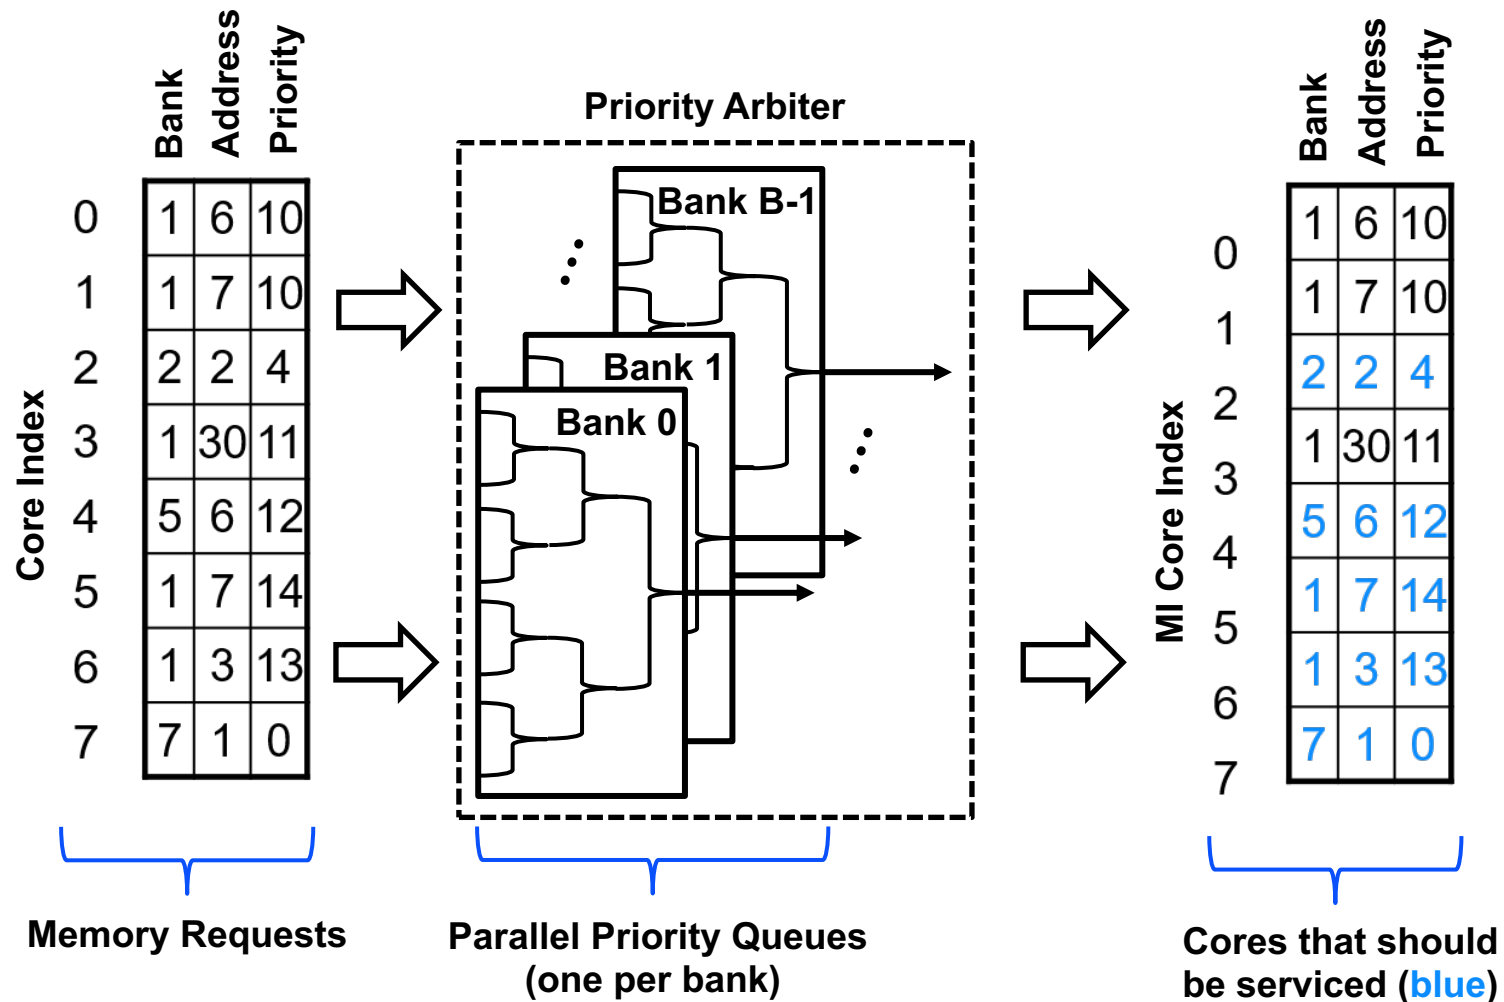 Bank Address Priority
Priority Arbiter
Bank Address Priority
Core Index
0 1 6 10
1 1 7 10
2 2 2 4
3 1 30 11
4 5 6 12
5 1 7 14
6 1 3 13
7 7 1 0
Bank B-1
Bank 1
Bank 0
MI Core Index
0 1 6 10
1 1 7 10
2 2 2 4
3 1 30 11
4 5 6 12
5 1 7 14
6 1 3 13
7 7 1 0
Memory Requests
Parallel Priority Queues
(one per bank)
Cores that should
be serviced (blue)